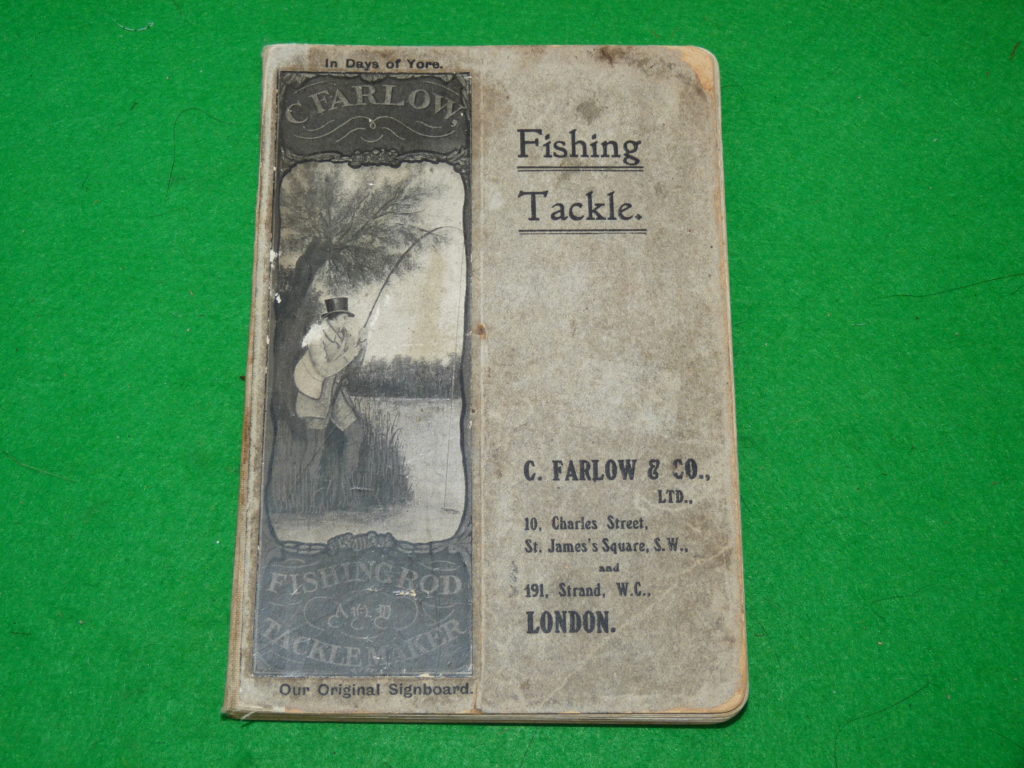 In Days of Yore.
C. FARLOW,
FISHING ROD
AND
TACKLE MAKER
Our Original Signboard.
Fishing
Tackle.
C. FARLOW & CO.,
LTD.,
10, Charles Street,
St. James's Square, S.W.,
and
191, Strand, W.C.,
LONDON.